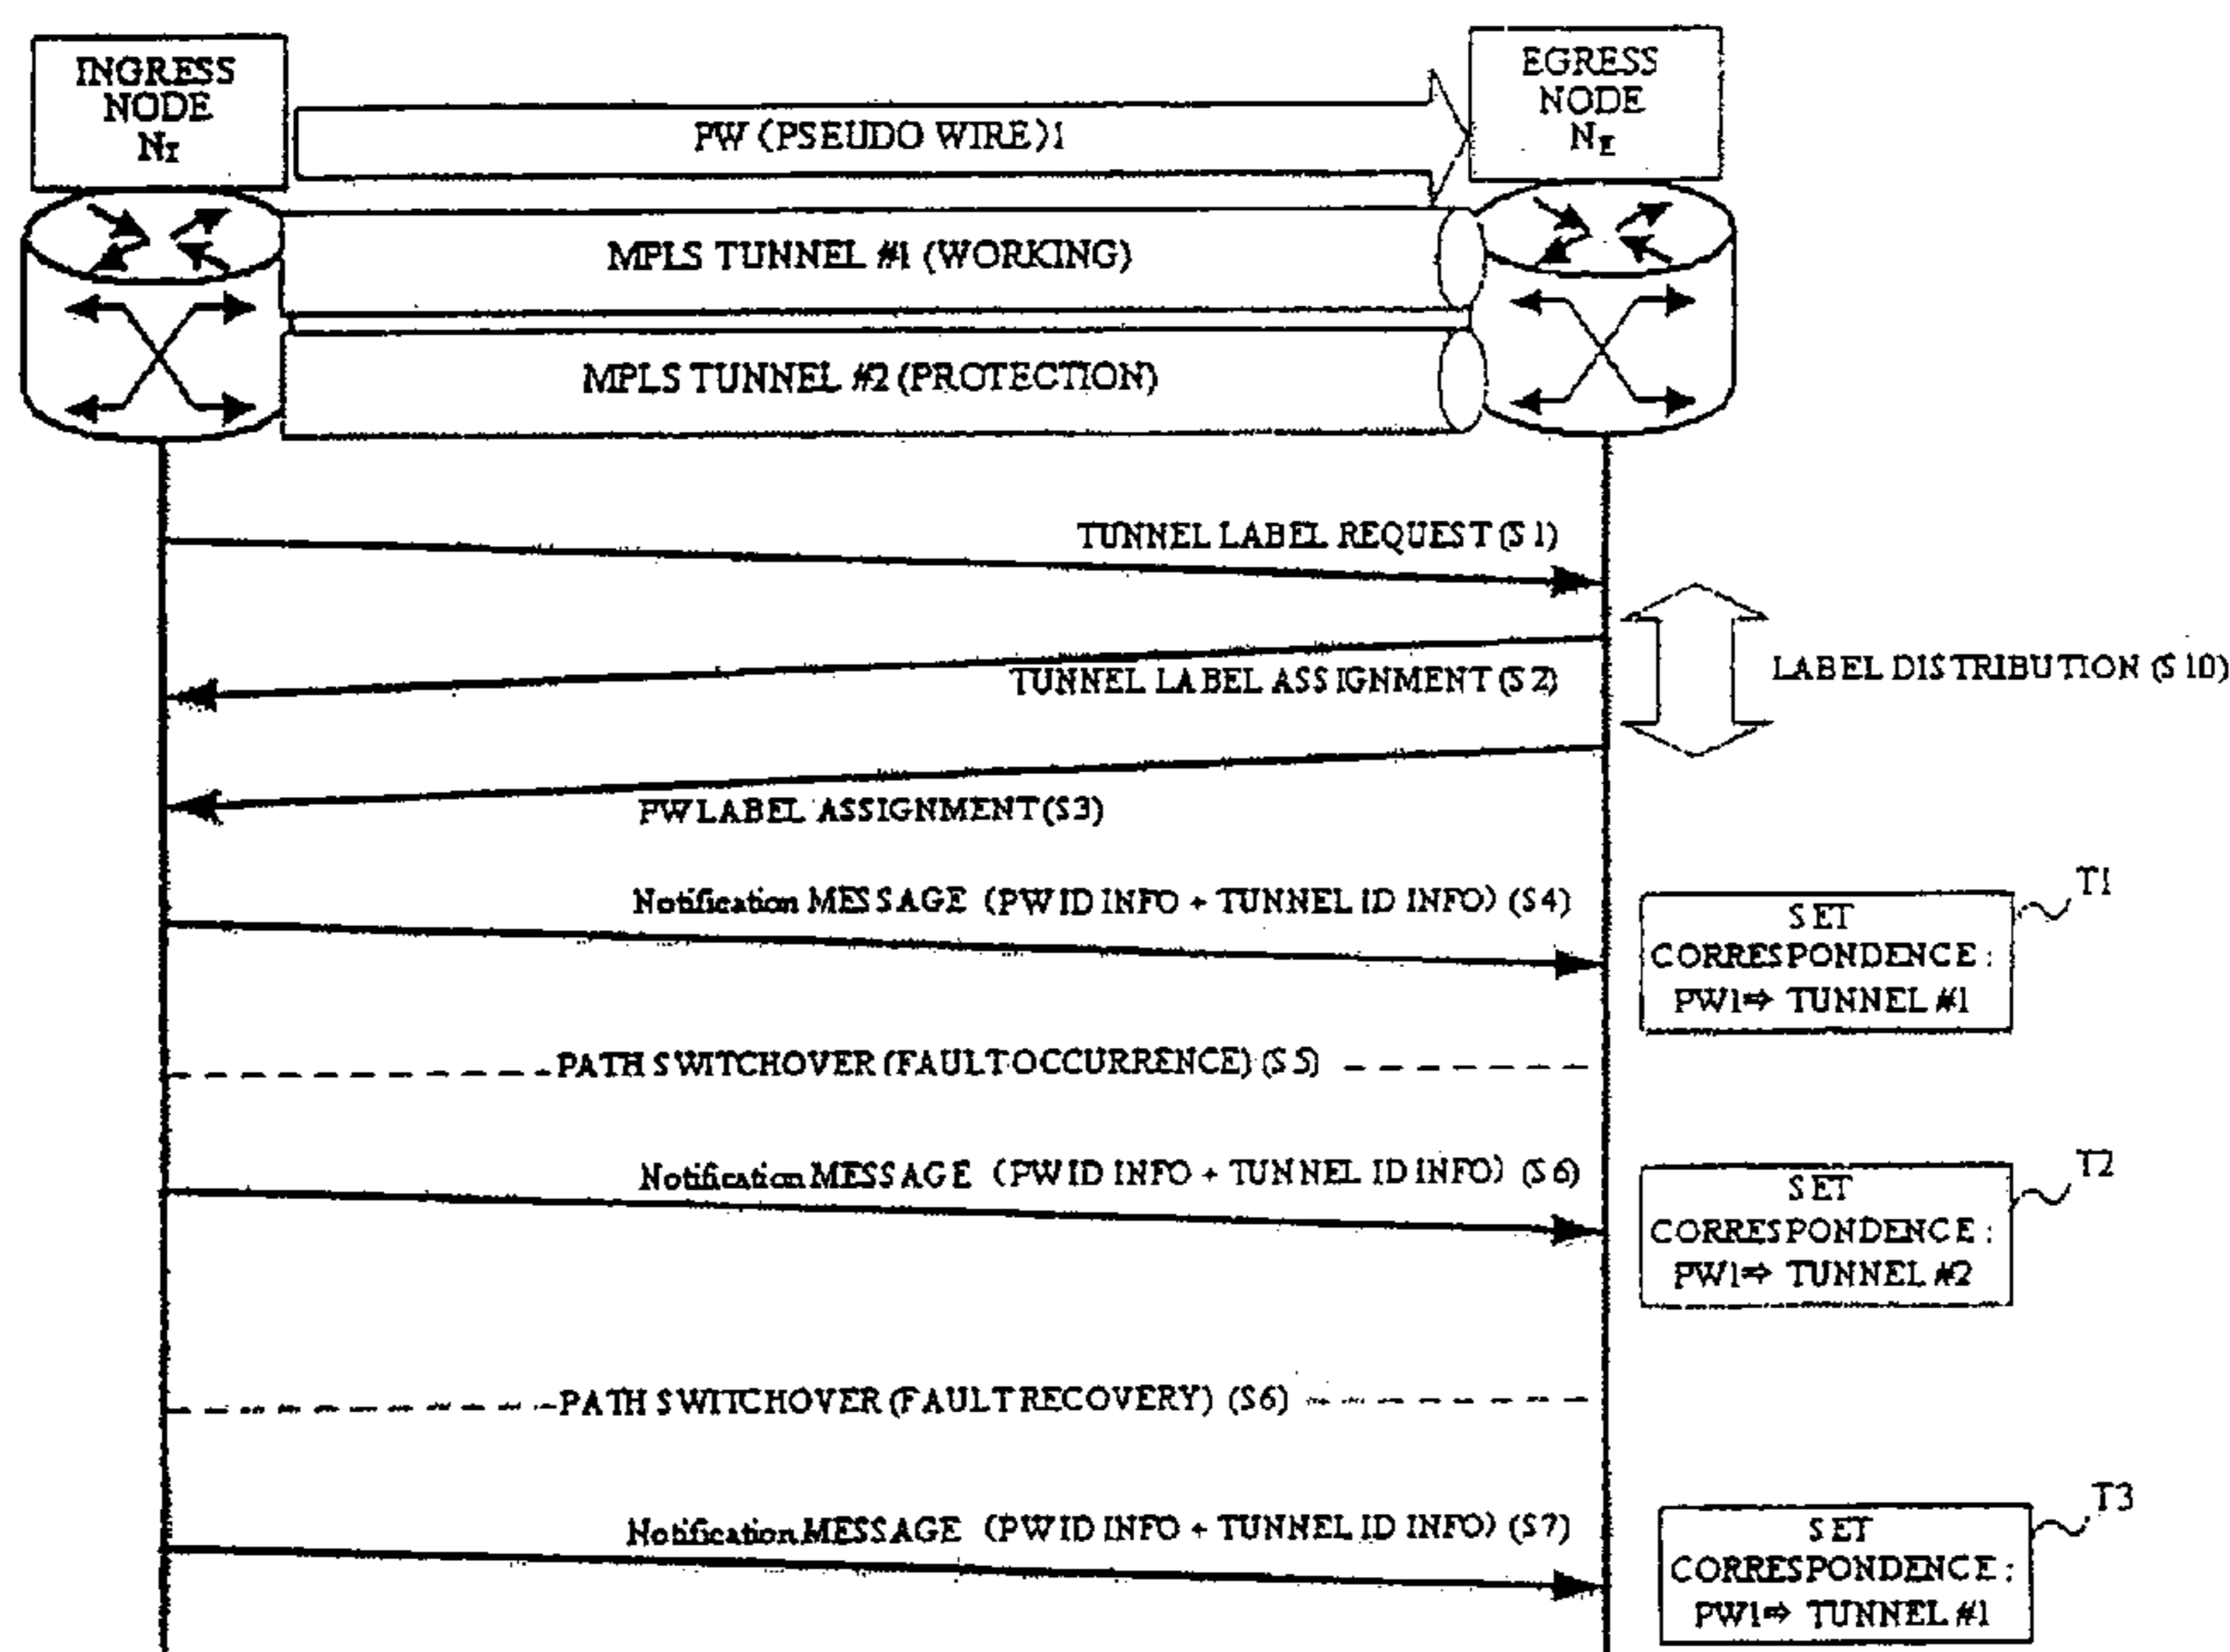 INGRESS
NODE
NI
EGRESS
NODE
NE
PW (PSEUDO WIRE)1
MPLS TUNNEL #1 (WORKING)
MPLS TUNNEL #2 (PROTECTION)
TUNNEL LABEL REQUEST (S1)
TUNNEL LABEL ASSIGNMENT (S2)
LABEL DISTRIBUTION (S10)
PW LABEL ASSIGNMENT (S3)
Notification MESSAGE (PW ID INFO + TUNNEL ID INFO) (S4)
T1
SET
CORRESPONDENCE:
PW1⇒ TUNNEL #1
PATH SWITCHOVER (FAULT OCCURRENCE) (S5)
Notification MESSAGE (PW ID INFO + TUNNEL ID INFO) (S6)
T2
SET
CORRESPONDENCE:
PW1⇒ TUNNEL #2
PATH SWITCHOVER (FAULT RECOVERY) (S6)
Notification MESSAGE (PW ID INFO + TUNNEL ID INFO) (S7)
T3
SET
CORRESPONDENCE:
PW1⇒ TUNNEL #1